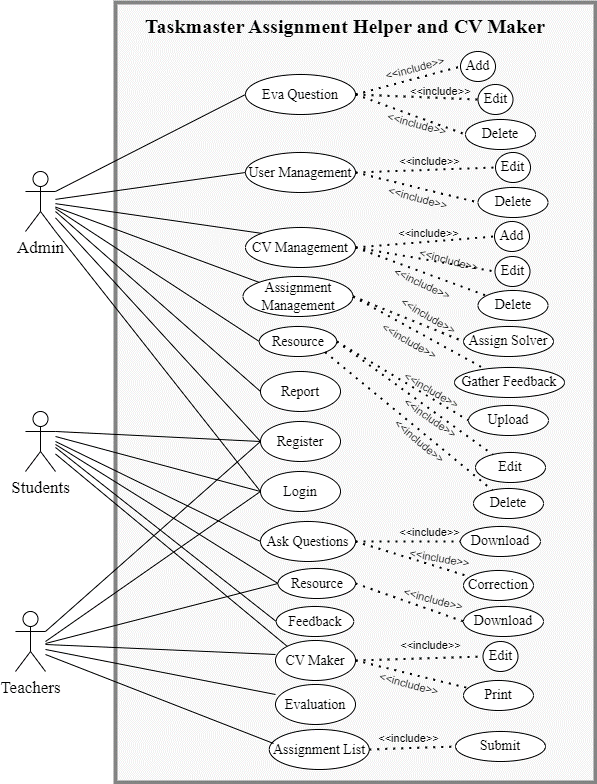 Taskmaster Assignment Helper and CV Maker
<<include>>
Add
Eva Question
<<include>>
Edit
<<include>>
Delete
User Management
<<include>>
Edit
<<include>>
Delete
Admin
CV Management
<<include>>
Add
<<include>>
Edit
<<include>>
Delete
Assignment
Management
<<include>>
Assign Solver
<<include>>
Gather Feedback
Resource
<<include>>
Upload
<<include>>
Edit
<<include>>
Delete
Report
Register
Login
Students
Ask Questions
<<include>>
Download
<<include>>
Correction
Resource
<<include>>
Download
Feedback
CV Maker
<<include>>
Edit
<<include>>
Print
Teachers
Evaluation
Assignment List
<<include>>
Submit